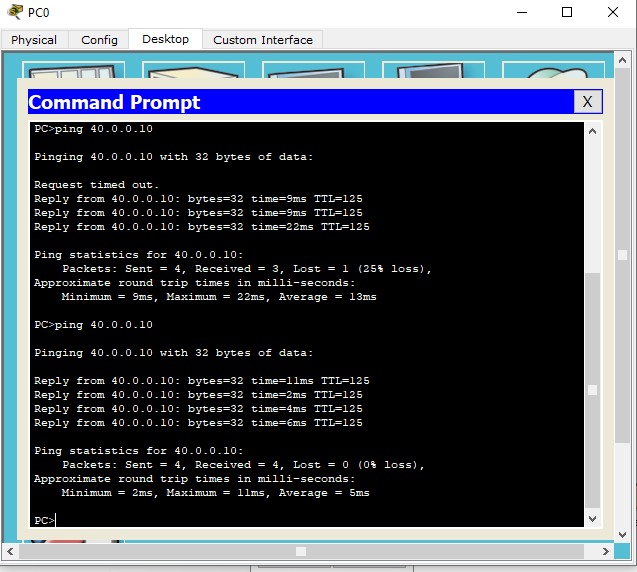 PC0
Physical Config Desktop Custom Interface
Command Prompt
X
PC>ping 40.0.0.10
Pinging 40.0.0.10 with 32 bytes of data:
Request timed out.
Reply from 40.0.0.10: bytes=32 time=9ms TTL=125
Reply from 40.0.0.10: bytes=32 time=9ms TTL=125
Reply from 40.0.0.10: bytes=32 time=22ms TTL=125
Ping statistics for 40.0.0.10:
Packets: Sent = 4, Received = 3, Lost = 1 (25% loss),
Approximate round trip times in milli-seconds:
Minimum = 9ms, Maximum = 22ms, Average = 13ms
PC>ping 40.0.0.10
Pinging 40.0.0.10 with 32 bytes of data:
Reply from 40.0.0.10: bytes=32 time=11ms TTL=125
Reply from 40.0.0.10: bytes=32 time=2ms TTL=125
Reply from 40.0.0.10: bytes=32 time=4ms TTL=125
Reply from 40.0.0.10: bytes=32 time=6ms TTL=125
Ping statistics for 40.0.0.10:
Packets: Sent = 4, Received = 4, Lost = 0 (0% loss),
Approximate round trip times in milli-seconds:
Minimum = 2ms, Maximum = 11ms, Average = 5ms
PC>